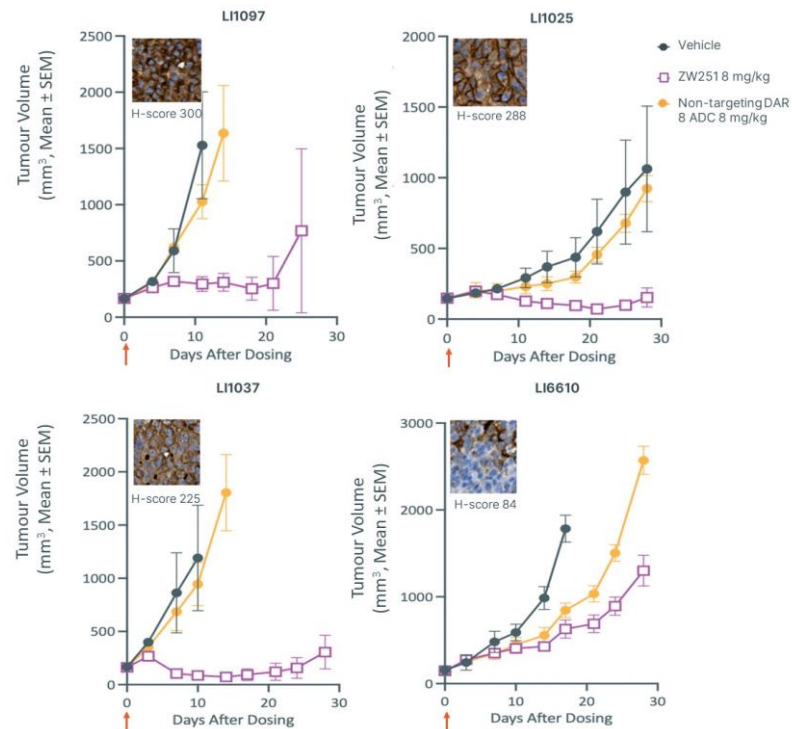 LI1097
2500
2000
1500
1000
500
0
0
10
20
30
Tumour Volume
(mm³, Mean ± SEM)
H-score 300
Days After Dosing
LI1025
2000
1500
1000
500
0
0
10
20
30
Tumour Volume
(mm³, Mean ± SEM)
H-score 288
Days After Dosing
Vehicle
ZW251 8 mg/kg
Non-targeting DAR
8 ADC 8 mg/kg
LI1037
2500
2000
1500
1000
500
0
0
10
20
30
Tumour Volume
(mm³, Mean ± SEM)
H-score 225
Days After Dosing
LI6610
3000
2000
1000
0
0
10
20
30
Tumour Volume
(mm³, Mean ± SEM)
H-score 84
Days After Dosing